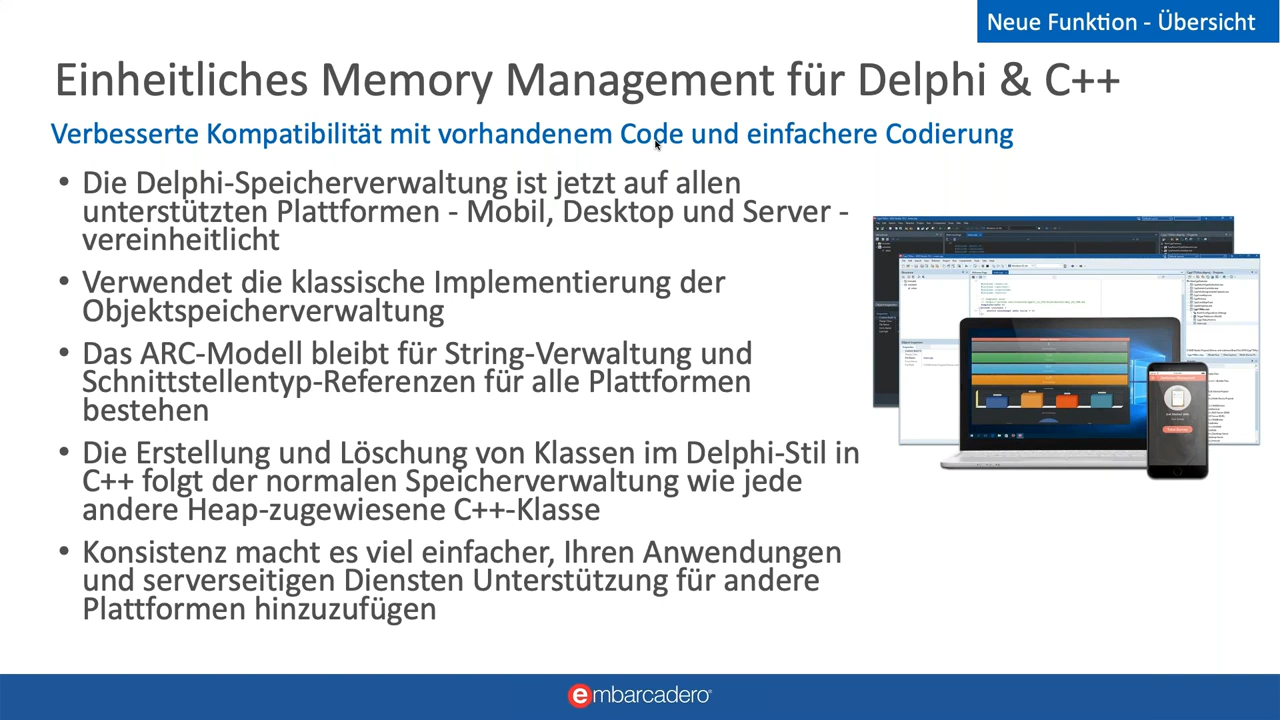 Neue Funktion - Übersicht
Einheitliches Memory Management für Delphi & C++
Verbesserte Kompatibilität mit vorhandenem Code und einfachere Codierung
• Die Delphi-Speicherverwaltung ist jetzt auf allen
unterstützten Plattformen - Mobil, Desktop und Server -
vereinheitlicht
• Verwendet die klassische Implementierung der
Objektspeicherverwaltung
• Das ARC-Modell bleibt für String-Verwaltung und
Schnittstellentyp-Referenzen für alle Plattformen
bestehen
• Die Erstellung und Löschung von Klassen im Delphi-Stil in
C++ folgt der normalen Speicherverwaltung wie jede
andere Heap-zugewiesene C++-Klasse
• Konsistenz macht es viel einfacher, Ihren Anwendungen
und serverseitigen Diensten Unterstützung für andere
Plattformen hinzuzufügen
embarcadero